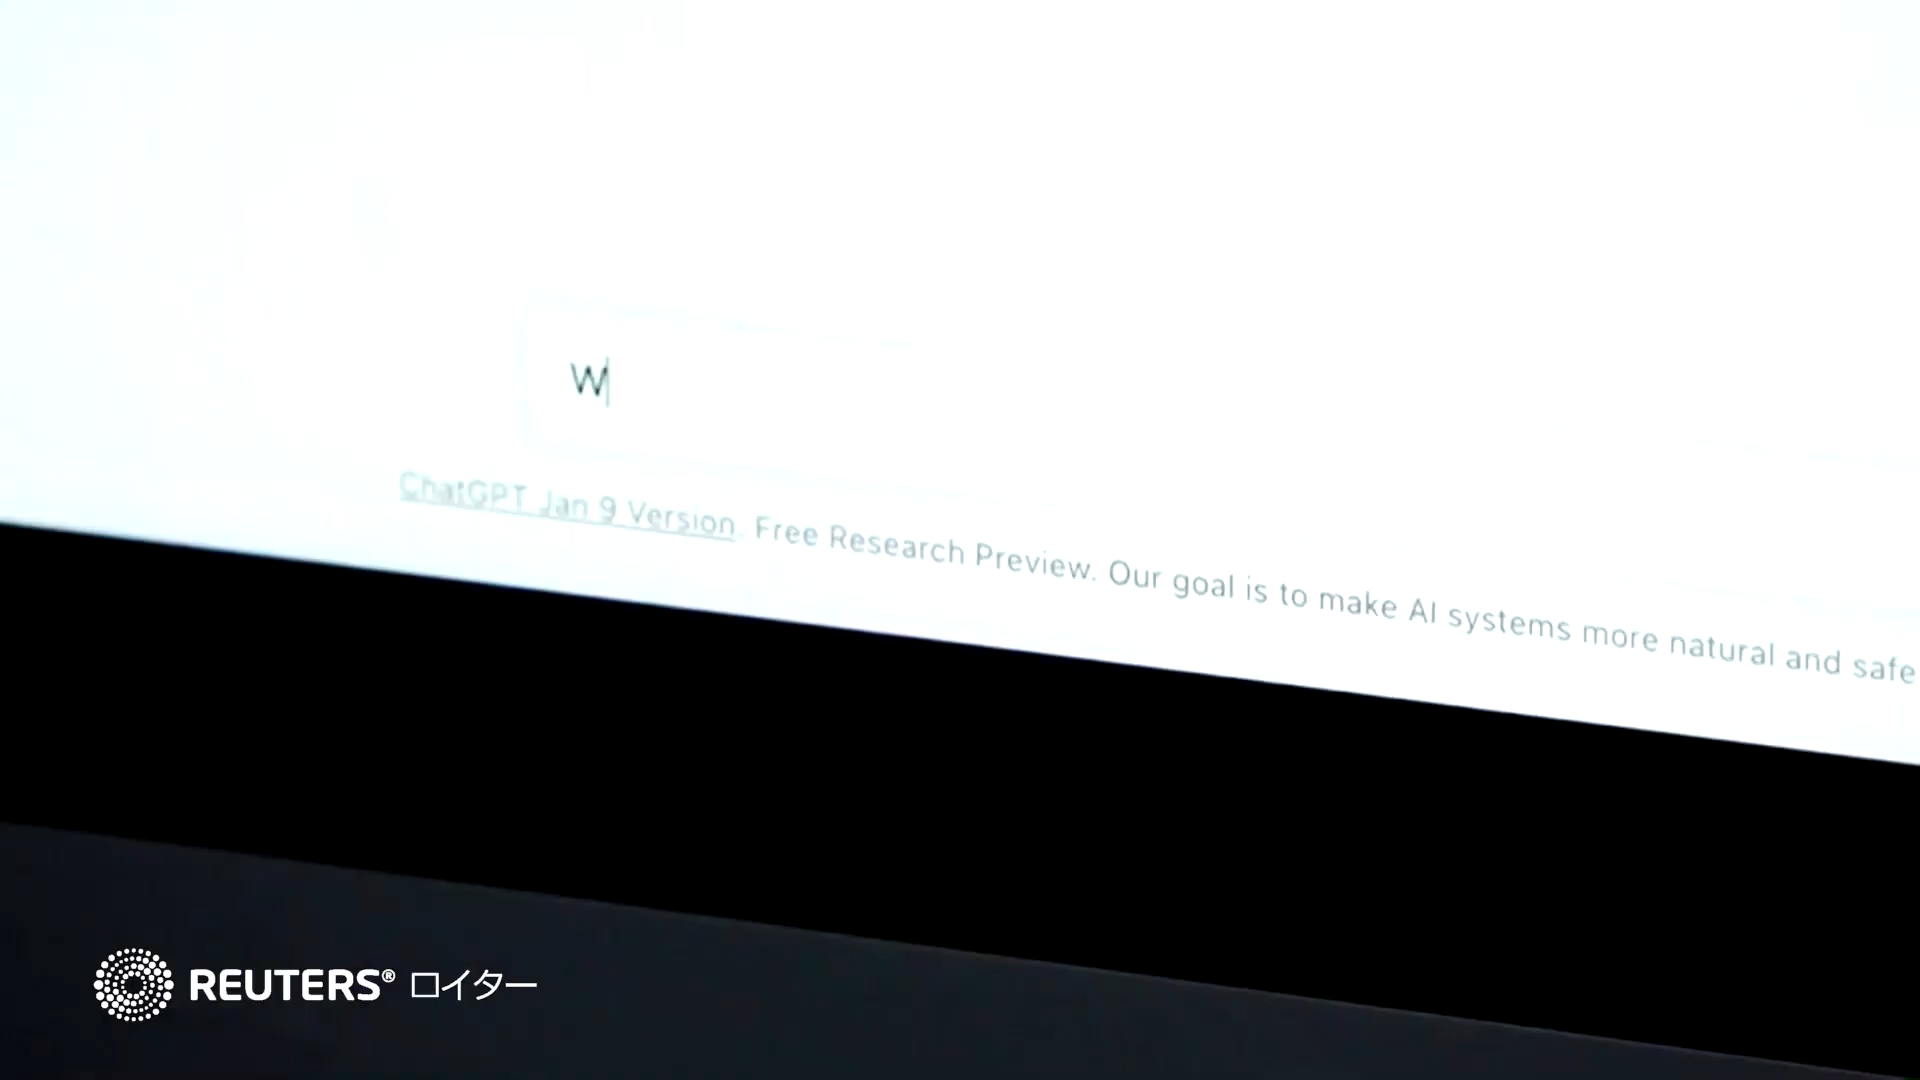 W
ChatGPT Jan 9 Version. Free Research Preview. Our goal is to make AI systems more natural and safe
REUTERS® ロイター